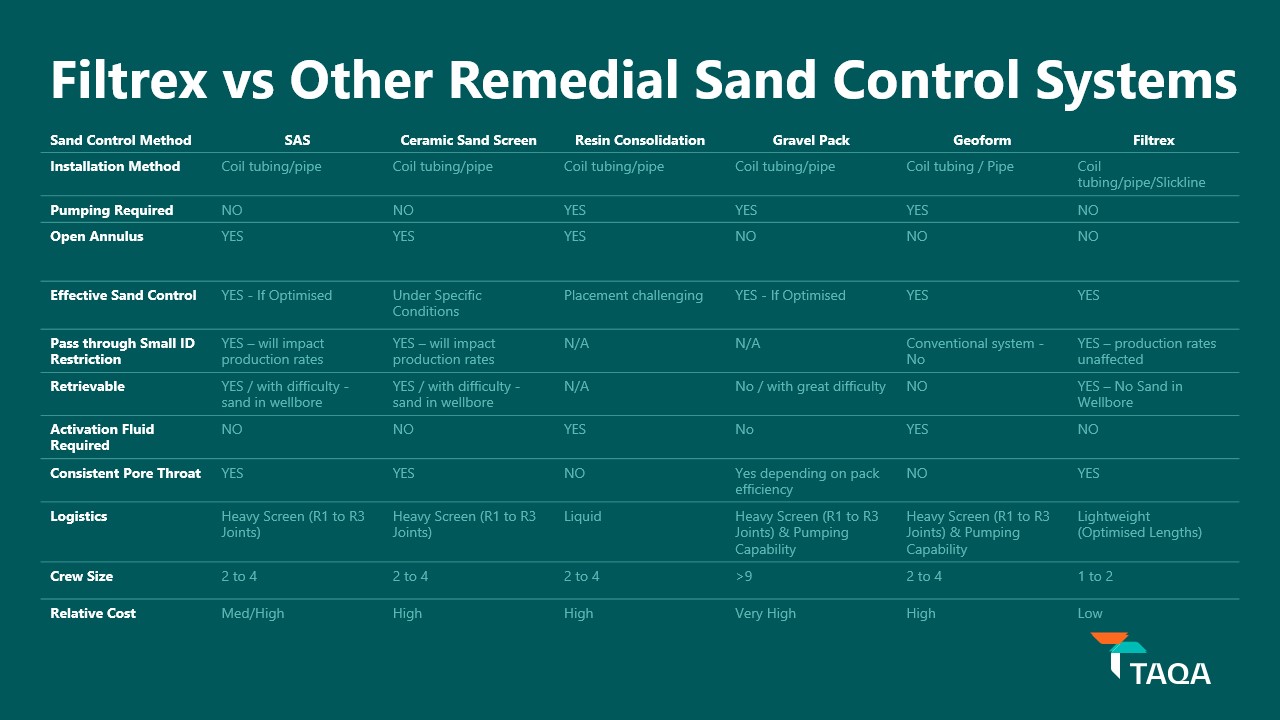 Filtrex vs Other Remedial Sand Control Systems
Sand Control Method SAS Ceramic Sand Screen Resin Consolidation Gravel Pack Geoform Filtrex
Installation Method Coil tubing/pipe Coil tubing/pipe Coil tubing/pipe Coil tubing/pipe Coil tubing / Pipe Coil
tubing/pipe/Slickline
Pumping Required NO NO YES YES YES NO
Open Annulus YES YES YES NO NO NO
Effective Sand Control YES - If Optimised Under Specific Placement challenging YES - If Optimised YES YES
Conditions
Pass through Small ID YES – will impact YES – will impact N/A N/A Conventional system - YES – production rates
Restriction production rates production rates No unaffected
Retrievable YES / with difficulty - YES / with difficulty - N/A No / with great difficulty NO YES – No Sand in
sand in wellbore sand in wellbore Wellbore
Activation Fluid NO NO YES No YES NO
Required
Consistent Pore Throat YES YES NO Yes depending on pack NO YES
efficiency
Logistics Heavy Screen (R1 to R3 Heavy Screen (R1 to R3 Liquid Heavy Screen (R1 to R3 Heavy Screen (R1 to R3 Lightweight
Joints) Joints) Joints) & Pumping Joints) & Pumping (Optimised Lengths)
Capability Capability
Crew Size 2 to 4 2 to 4 2 to 4 >9 2 to 4 1 to 2
Relative Cost Med/High High High Very High High Low
TAQA